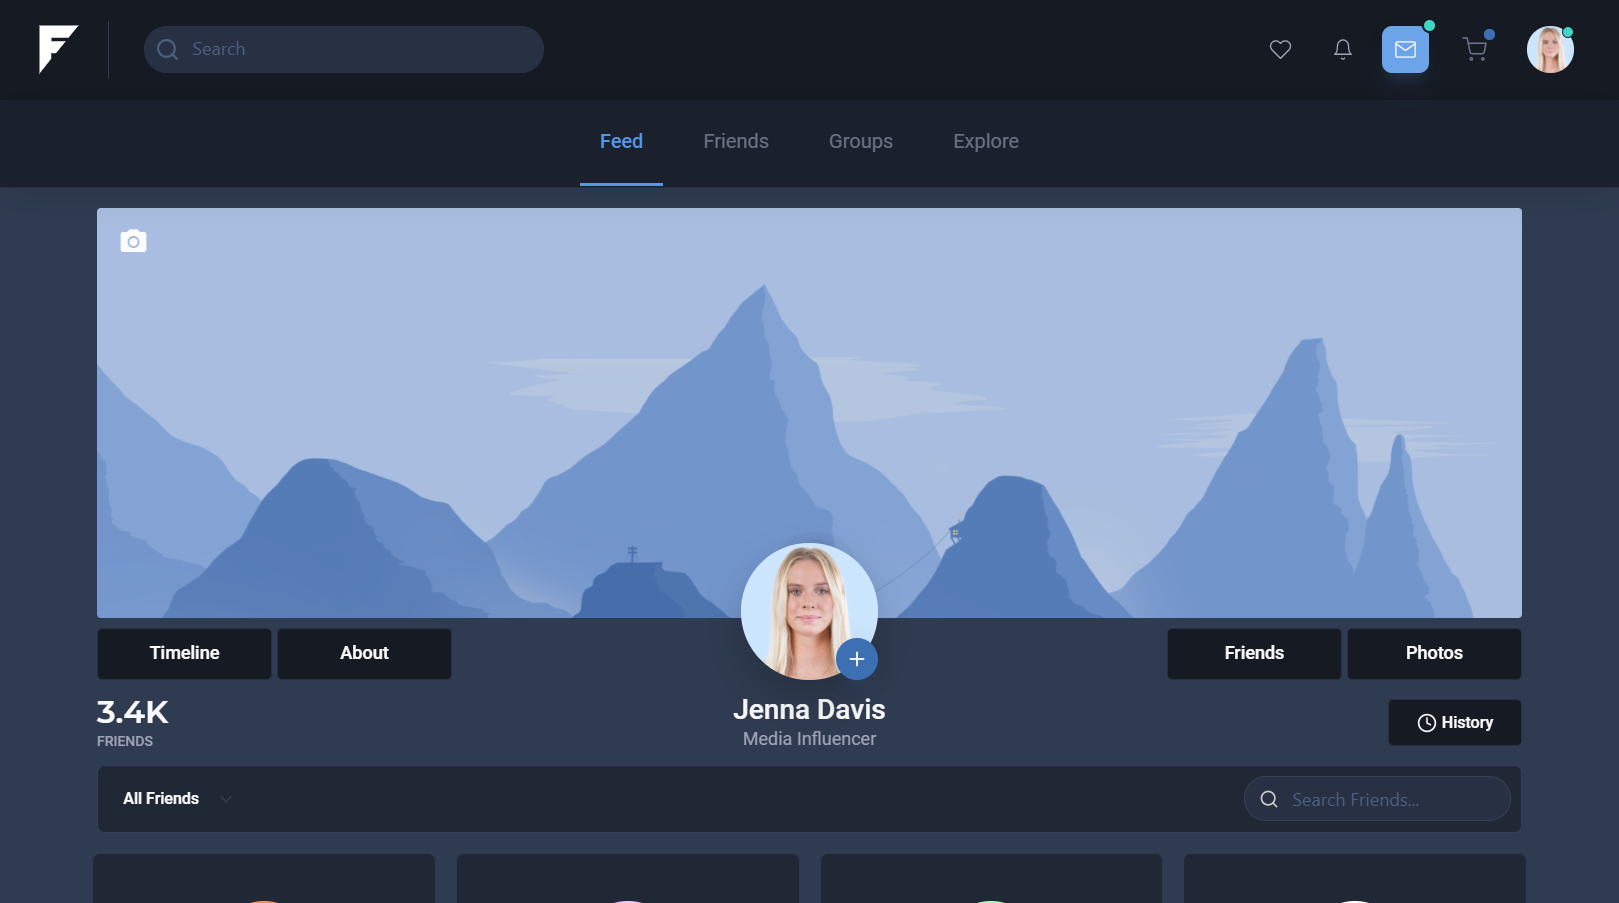 Search
Feed
Friends
Groups
Explore
Timeline
About
Friends
Photos
3.4K
FRIENDS
Jenna Davis
Media Influencer
History
All Friends
Search Friends...